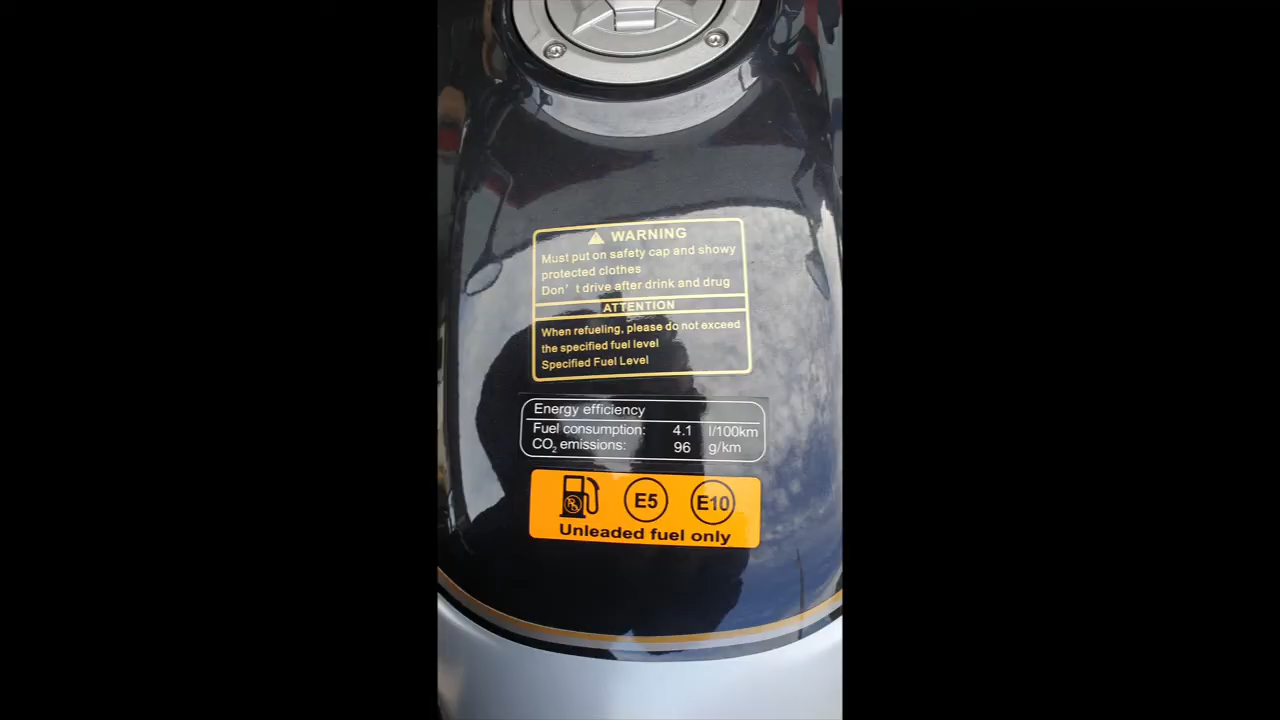 WARNING
Must put on safety cap and showy
protected clothes
Don't drive after drink and drug
ATTENTION
When refueling, please do not exceed
the specified fuel level
Specified Fuel Level
Energy efficiency
Fuel consumption: 4.1 l/100km
CO₂ emissions: 96 g/km
E5 E10
Unleaded fuel only